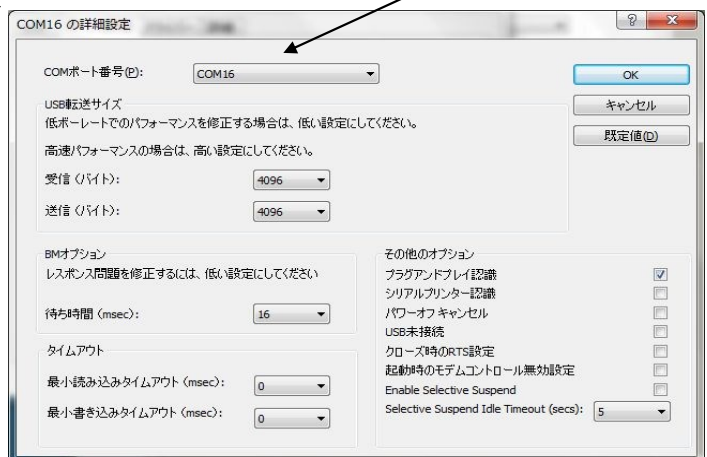 COM16 の詳細設定
COMポート番号(P): COM16
OK
キャンセル
既定値(D)
USB転送サイズ
低ボーレートでのパフォーマンスを修正する場合は、低い設定にしてください。
高速パフォーマンスの場合は、高い設定にしてください。
受信 (バイト): 4096
送信 (バイト): 4096
BMオプション
レスポンス問題を修正するには、低い設定にしてください
待ち時間 (msec): 16
タイムアウト
最小読み込みタイムアウト (msec): 0
最小書き込みタイムアウト (msec): 0
その他のオプション
プラグアンドプレイ認識
シリアルプリンター認識
パワーオフ キャンセル
USB未接続
クローズ時のRTS設定
起動時のモデムコントロール無効設定
Enable Selective Suspend
Selective Suspend Idle Timeout (secs): 5